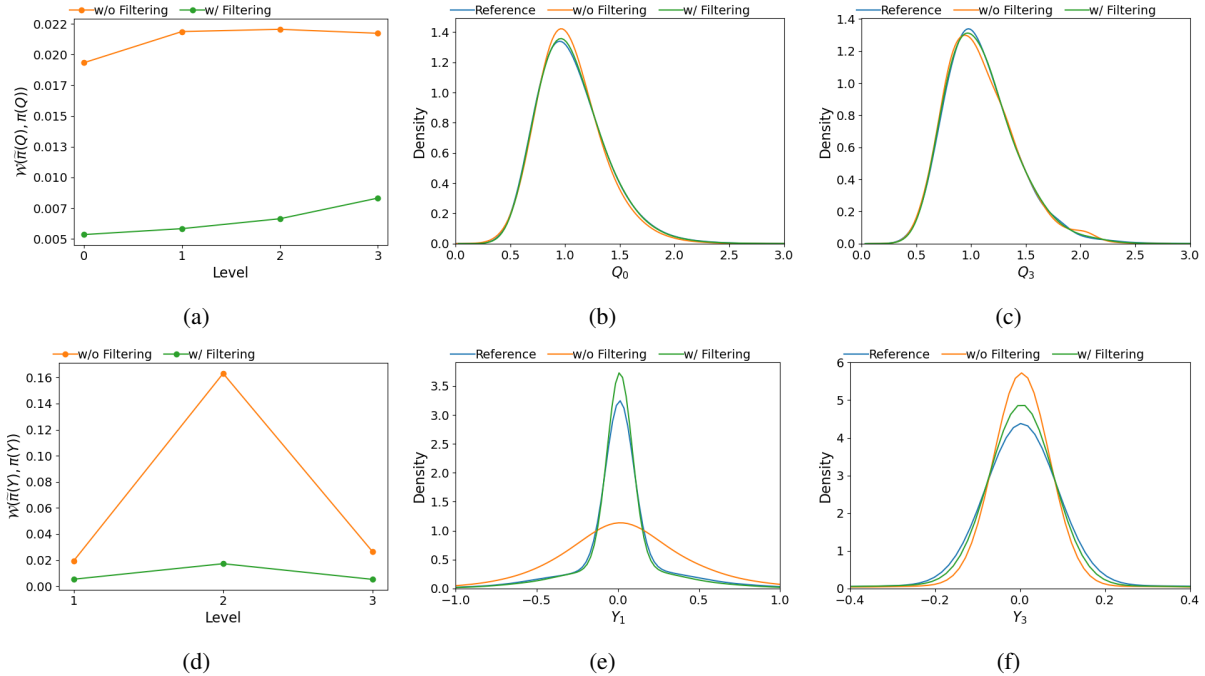 w/o Filtering w/ Filtering
0.022
0.020
0.017
0.015
0.013
0.010
0.007
0.005
𝒲(π̃(Q), π(Q))
0 1 2 3
Level
(a)
Reference w/o Filtering w/ Filtering
1.4
1.2
1.0
0.8
0.6
0.4
0.2
0.0
Density
0.0 0.5 1.0 1.5 2.0 2.5 3.0
Q₀
(b)
Reference w/o Filtering w/ Filtering
1.4
1.2
1.0
0.8
0.6
0.4
0.2
0.0
Density
0.0 0.5 1.0 1.5 2.0 2.5 3.0
Q₃
(c)
w/o Filtering w/ Filtering
0.16
0.14
0.12
0.10
0.08
0.06
0.04
0.02
0.00
𝒲(π̃(Y), π(Y))
1 2 3
Level
(d)
Reference w/o Filtering w/ Filtering
3.5
3.0
2.5
2.0
1.5
1.0
0.5
0.0
Density
−1.0 −0.5 0.0 0.5 1.0
Y₁
(e)
Reference w/o Filtering w/ Filtering
6
5
4
3
2
1
0
Density
−0.4 −0.2 0.0 0.2 0.4
Y₃
(f)